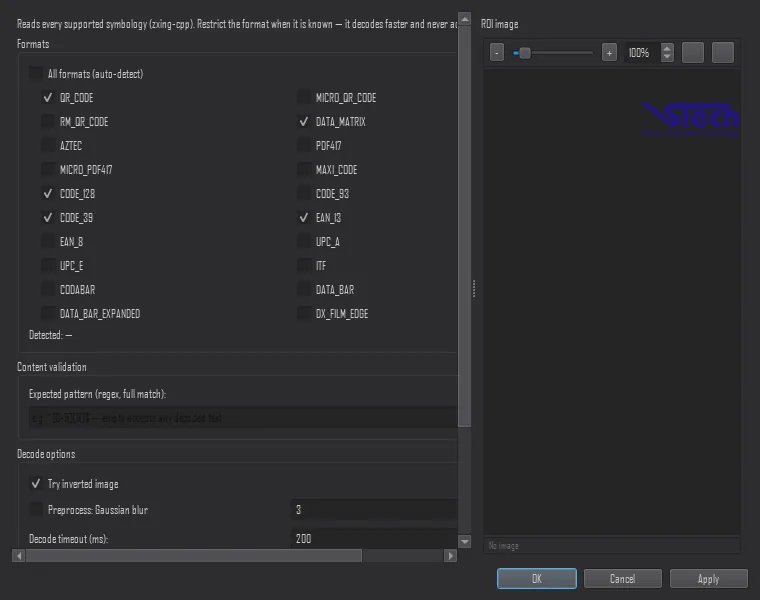 Reads every supported symbology (zxing-cpp). Restrict the format when it is known — it decodes faster and never
ROI image
Formats
- + 100%
All formats (auto-detect)
QR_CODE MICRO_QR_CODE
RM_QR_CODE DATA_MATRIX
AZTEC PDF417
MICRO_PDF417 MAXI_CODE
CODE_128 CODE_93
CODE_39 EAN_13
EAN_8 UPC_A
UPC_E ITF
CODABAR DATA_BAR
DATA_BAR_EXPANDED DX_FILM_EDGE
Detected: —
Content validation
Expected pattern (regex, full match):
Decode options
Try inverted image
Preprocess: Gaussian blur 3
Decode timeout (ms): 200
No image
OK Cancel Apply